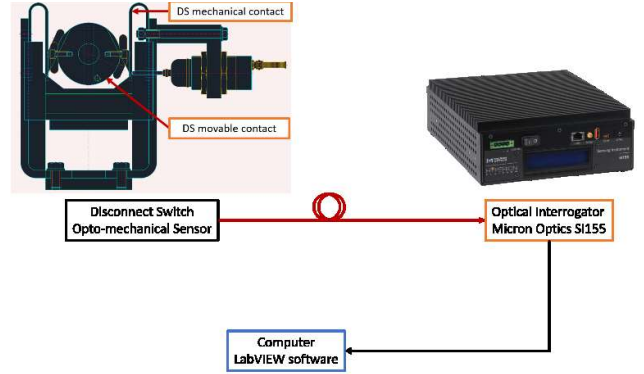 DS mechanical contact
DS movable contact
Disconnect Switch
Opto-mechanical Sensor
Optical Interrogator
Micron Optics SI155
Computer
LabVIEW software